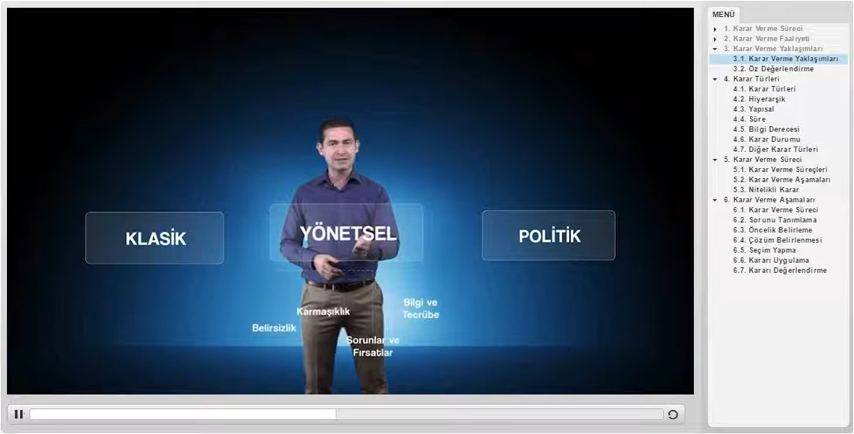 KLASİK
YÖNETSEL
POLİTİK
Karmaşıklık
Bilgi ve
Tecrübe
Belirsizlik
Sorunlar ve
Fırsatlar
MENÜ
1. Karar Verme Süreci
2. Karar Verme Faaliyeti
3. Karar Verme Yaklaşımları
3.1. Karar Verme Yaklaşımları
3.2. Öz Değerlendirme
4. Karar Türleri
4.1. Karar Türleri
4.2. Hiyerarşik
4.3. Yapısal
4.4. Süre
4.5. Bilgi Derecesi
4.6. Karar Durumu
4.7. Diğer Karar Türleri
5. Karar Verme Süreci
5.1. Karar Verme Süreçleri
5.2. Karar Verme Aşamaları
5.3. Nitelikli Karar
6. Karar Verme Aşamaları
6.1. Karar Verme Süreci
6.2. Sorunu Tanımlama
6.3. Öncelik Belirleme
6.4. Çözüm Belirlenmesi
6.5. Seçim Yapma
6.6. Kararı Uygulama
6.7. Kararı Değerlendirme